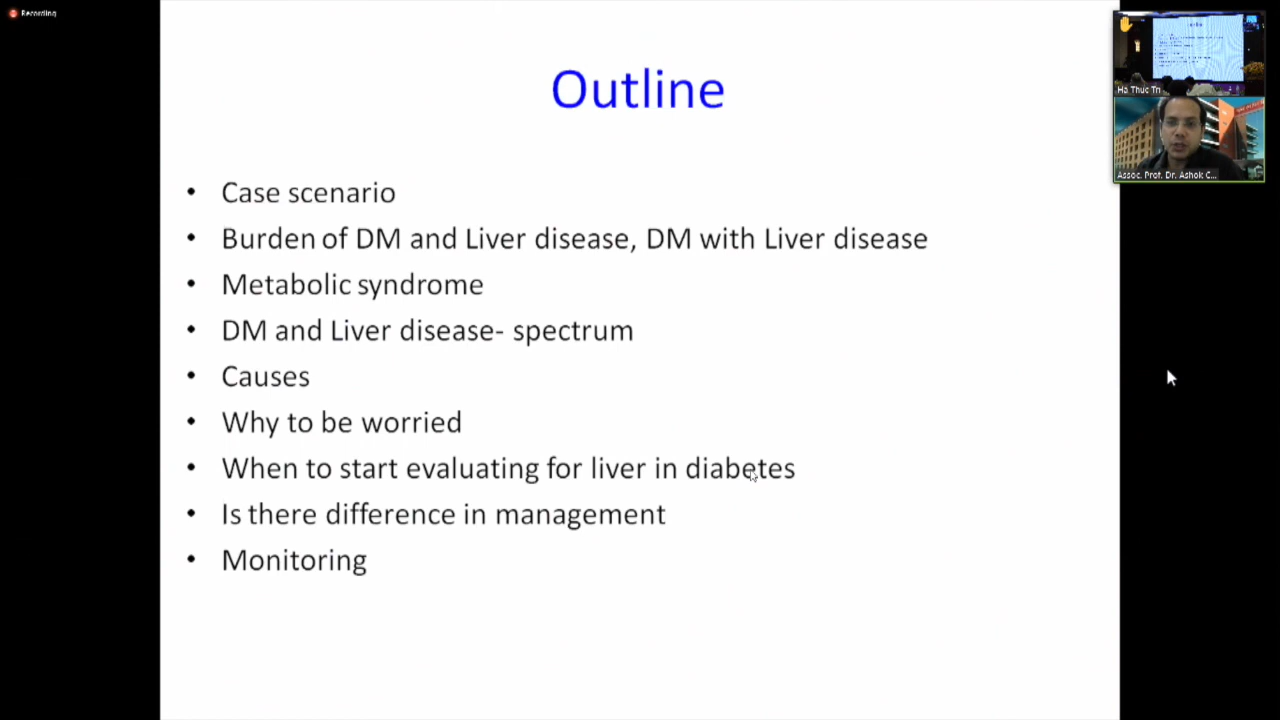 Recording
Outline
• Case scenario
• Burden of DM and Liver disease, DM with Liver disease
• Metabolic syndrome
• DM and Liver disease- spectrum
• Causes
• Why to be worried
• When to start evaluating for liver in diabetes
• Is there difference in management
• Monitoring
Ha Thuc Tri
Assoc. Prof. Dr. Ashok C...